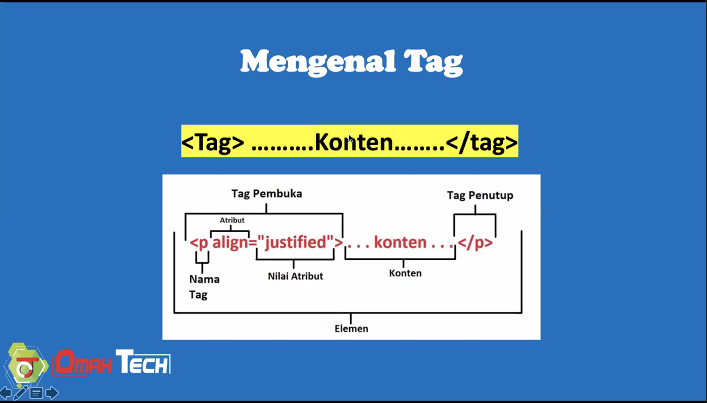 Mengenal Tag
<Tag> ……….Konten……..</tag>
Tag Pembuka
Tag Penutup
Atribut
<p align="justified">. . . konten . . .</p>
Nama
Tag
Nilai Atribut
Konten
Elemen
OMAH TECH